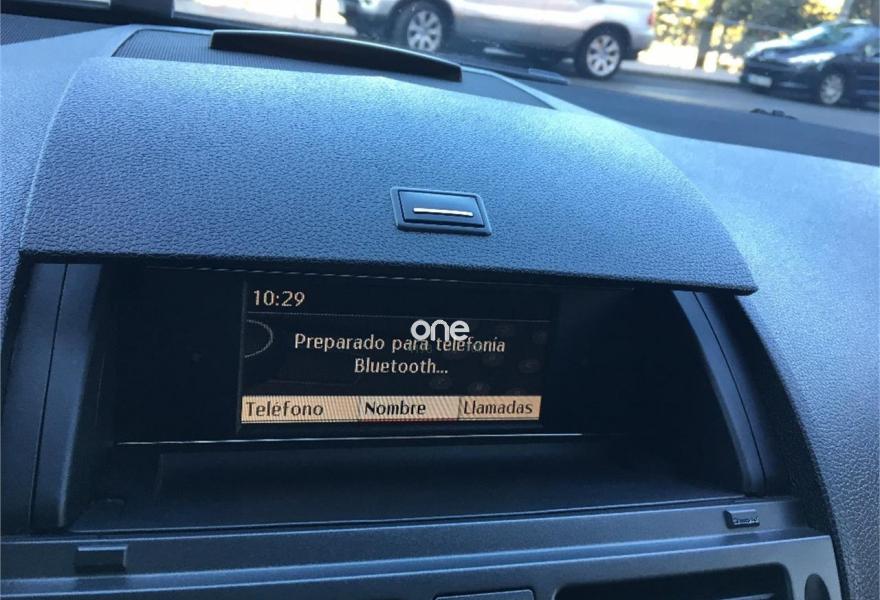 10:29
one
Preparado para telefonía
Bluetooth...
Teléfono Nombre Llamadas